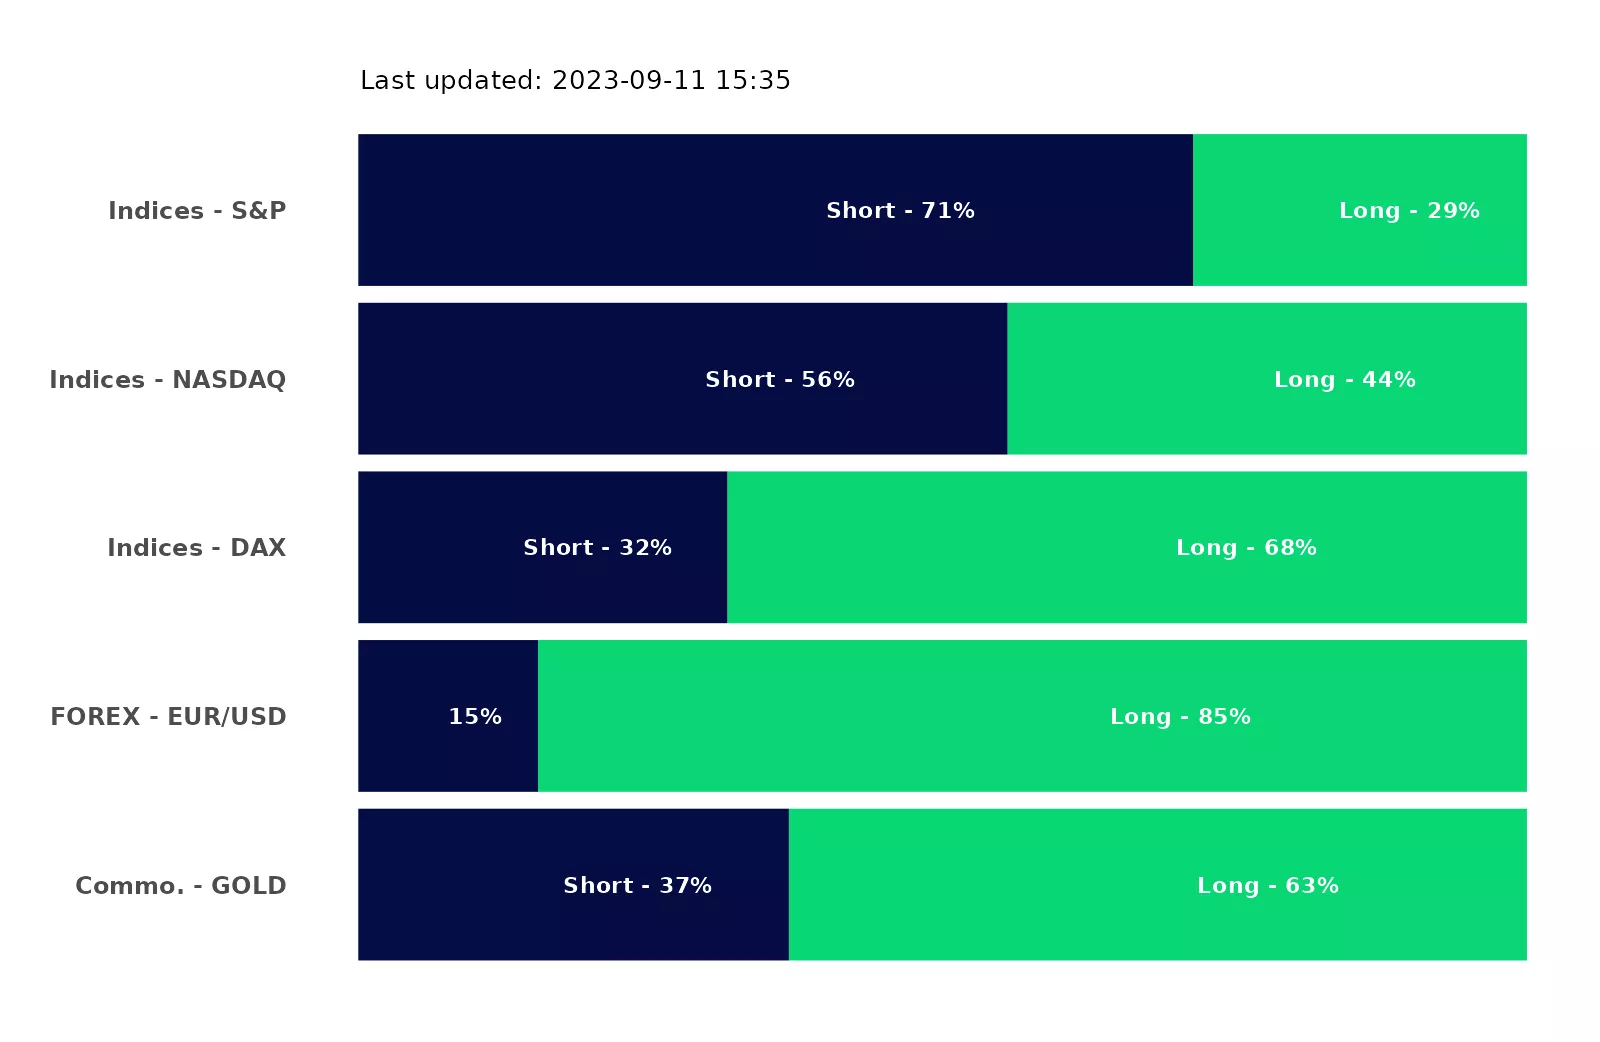 Last updated: 2023-09-11 15:35
Indices - S&P Short - 71% Long - 29%
Indices - NASDAQ Short - 56% Long - 44%
Indices - DAX Short - 32% Long - 68%
FOREX - EUR/USD 15% Long - 85%
Commo. - GOLD Short - 37% Long - 63%